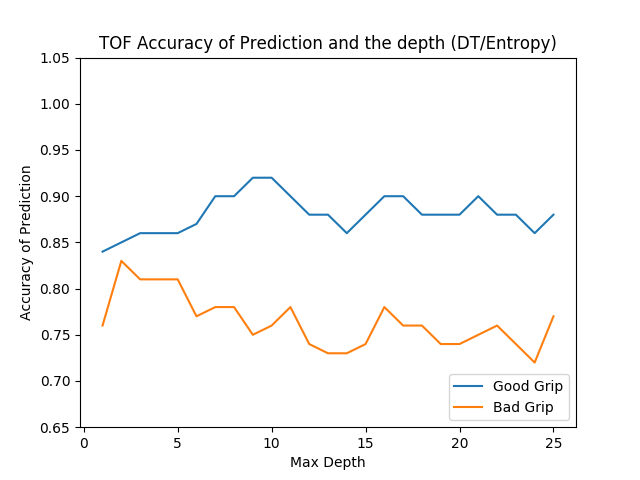 TOF Accuracy of Prediction and the depth (DT/Entropy)
1.05
1.00
0.95
0.90
0.85
0.80
0.75
0.70
0.65
Accuracy of Prediction
Good Grip
Bad Grip
0 5 10 15 20 25
Max Depth